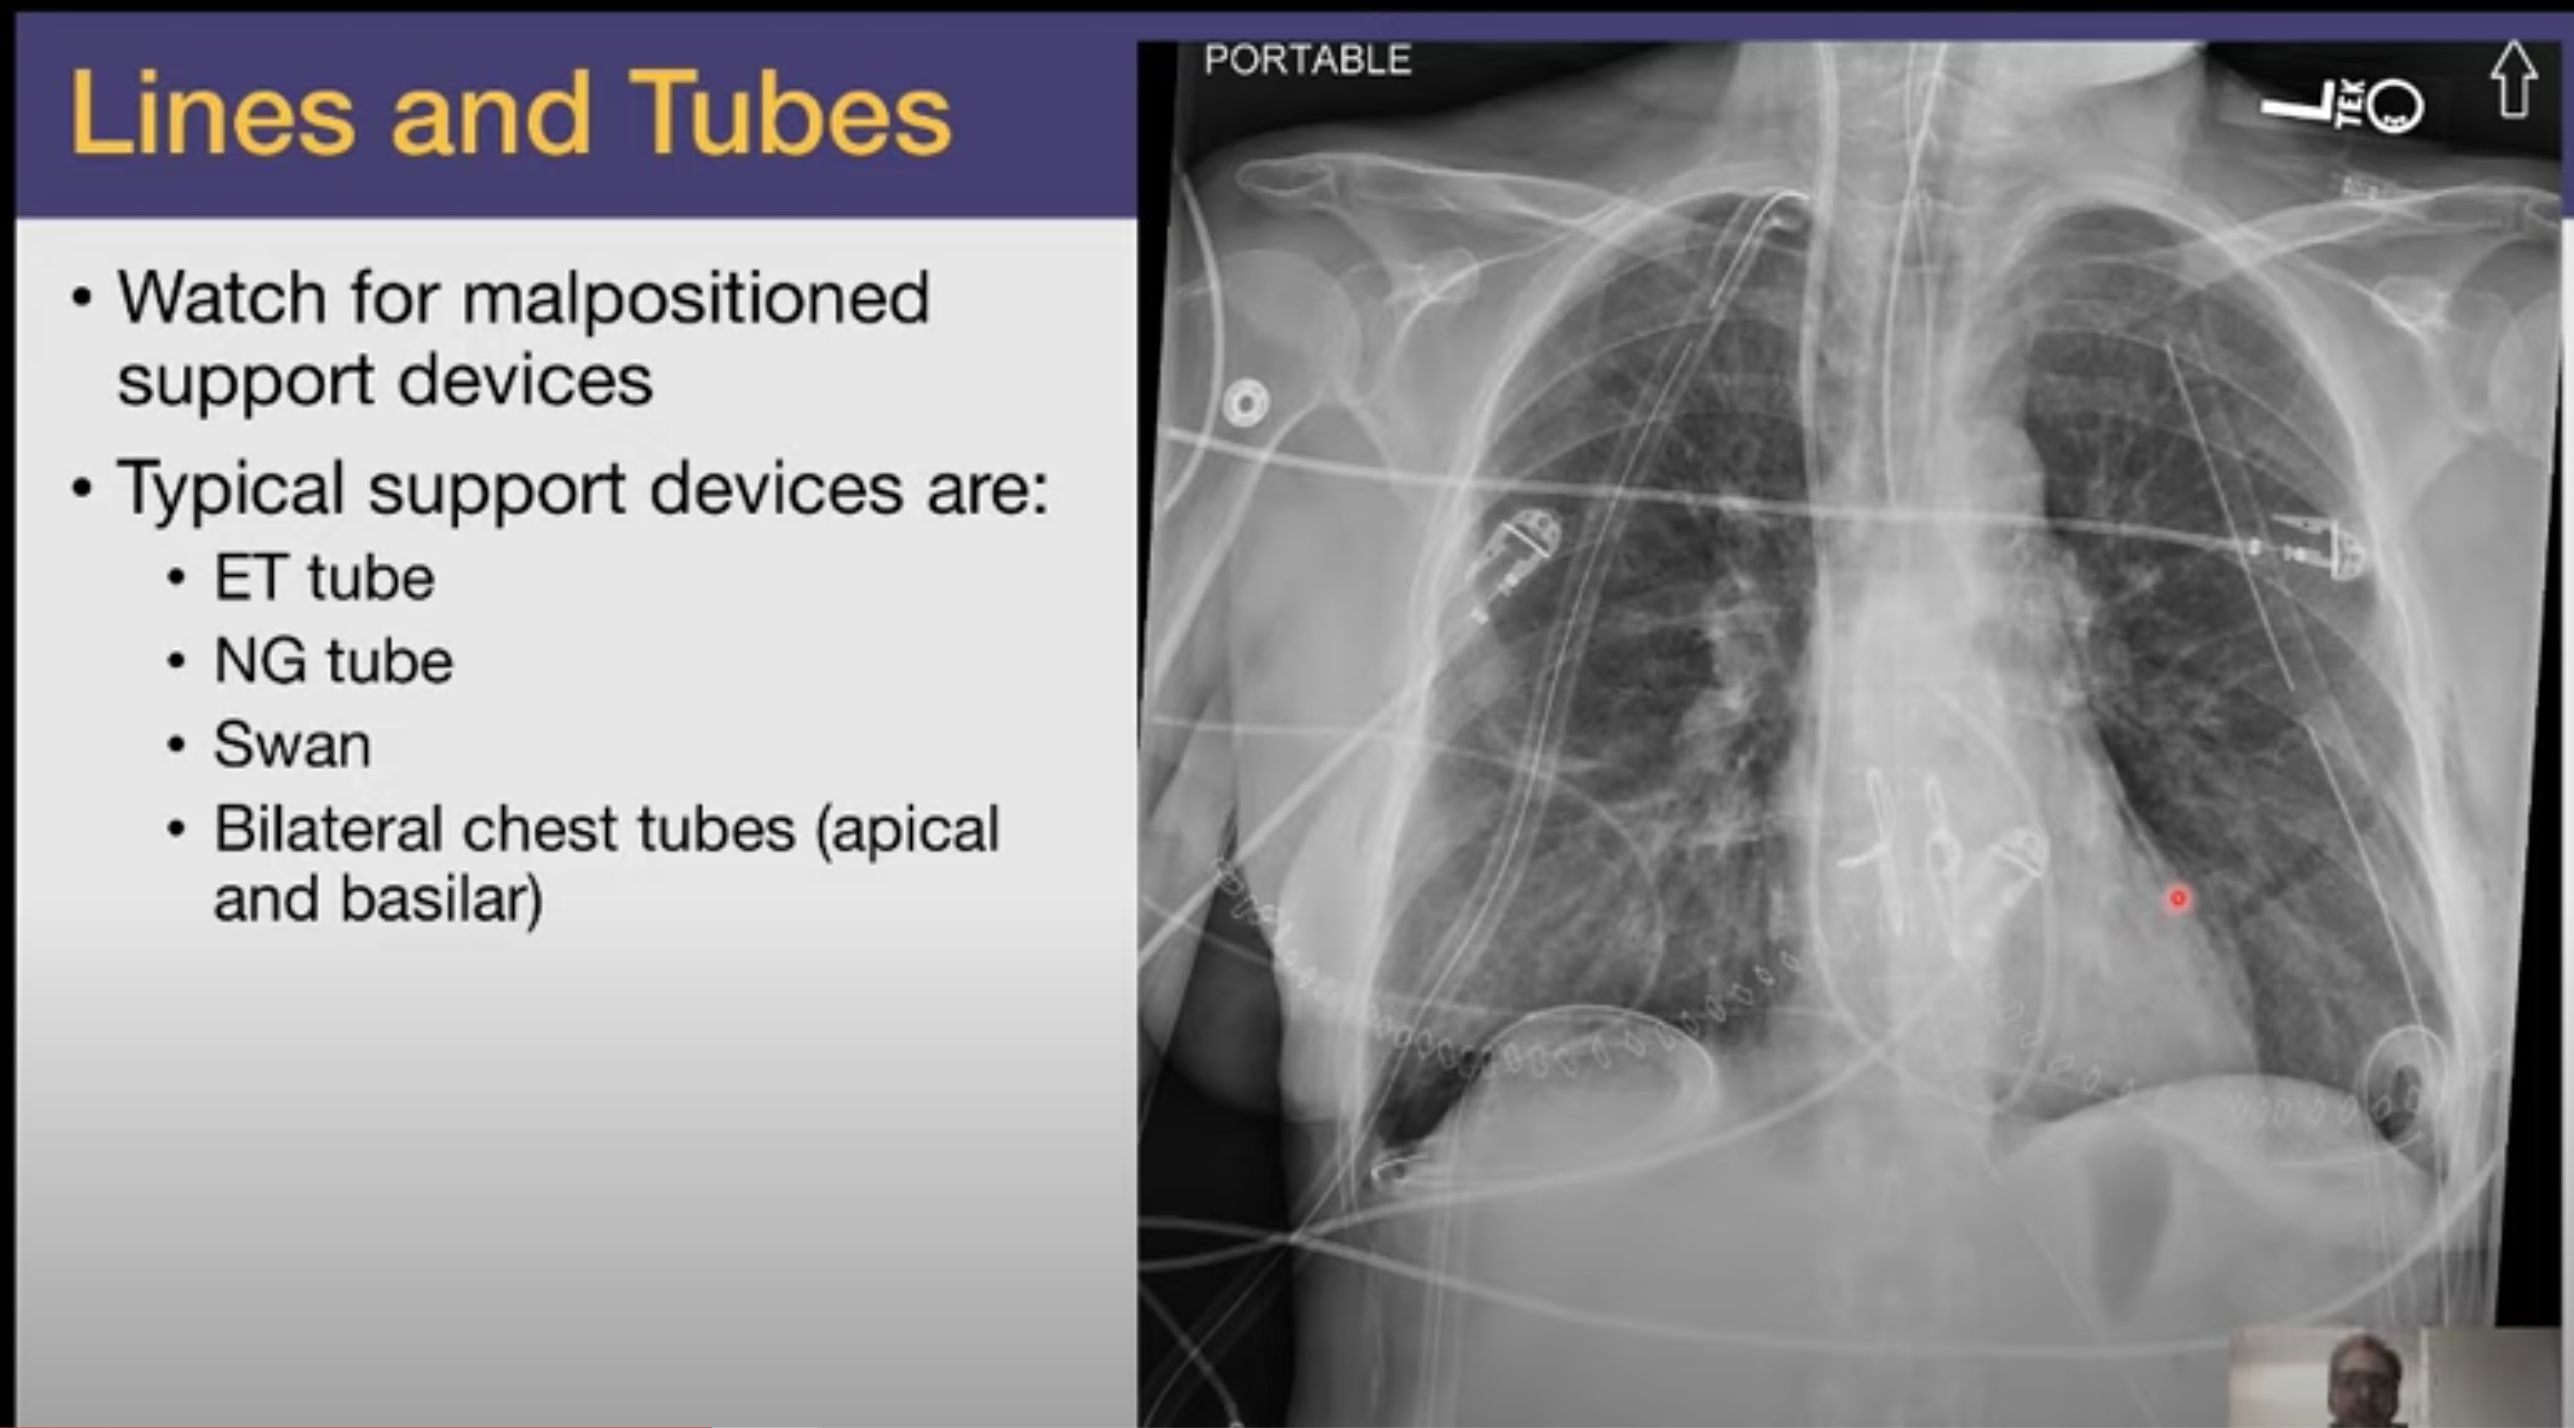 Lines and Tubes
• Watch for malpositioned
support devices
• Typical support devices are:
• ET tube
• NG tube
• Swan
• Bilateral chest tubes (apical
and basilar)
PORTABLE
L
TEK